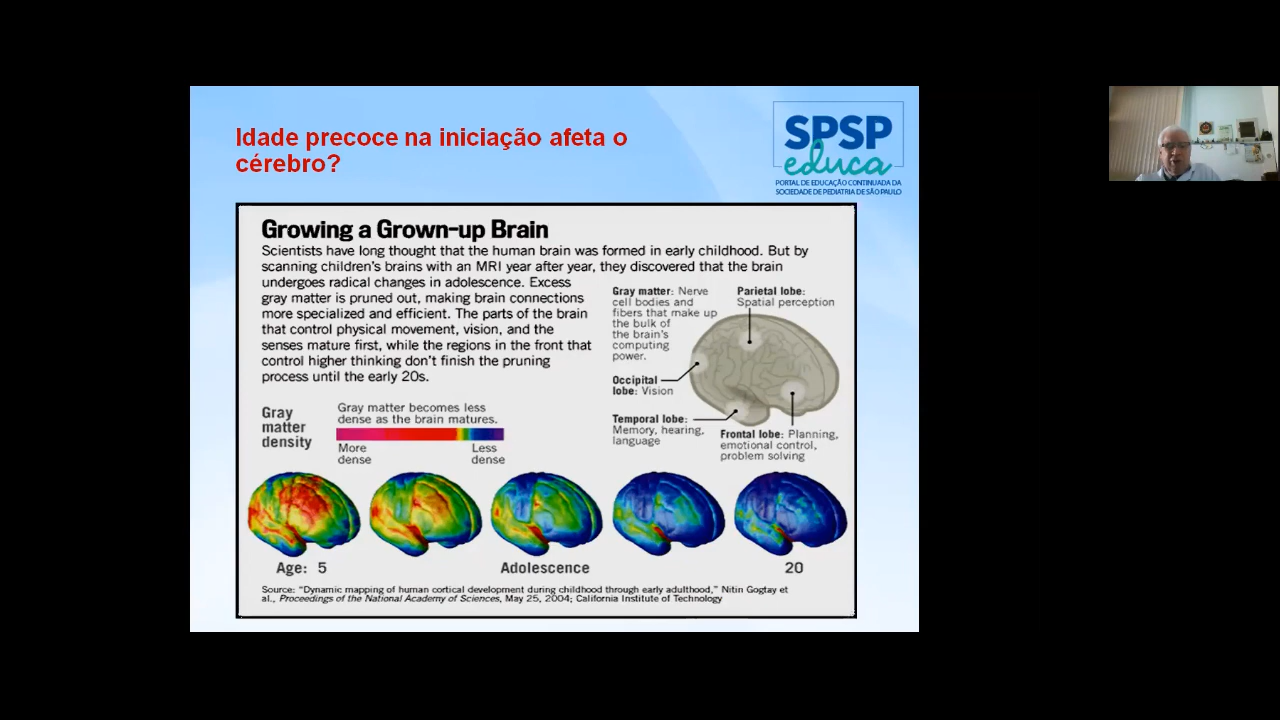 Idade precoce na iniciação afeta o
cérebro?
SPSP
educa
PORTAL DE EDUCAÇÃO CONTINUADA DA
SOCIEDADE DE PEDIATRIA DE SÃO PAULO
Growing a Grown-up Brain
Scientists have long thought that the human brain was formed in early childhood. But by
scanning children's brains with an MRI year after year, they discovered that the brain
undergoes radical changes in adolescence. Excess
gray matter is pruned out, making brain connections
more specialized and efficient. The parts of the brain
that control physical movement, vision, and the
senses mature first, while the regions in the front that
control higher thinking don't finish the pruning
process until the early 20s.
Gray matter: Nerve
cell bodies and
fibers that make up
the bulk of
the brain's
computing
power.
Parietal lobe:
Spatial perception
Occipital
lobe: Vision
Temporal lobe:
Memory, hearing,
language
Frontal lobe: Planning,
emotional control,
problem solving
Gray
matter
density
Gray matter becomes less
dense as the brain matures.
More
dense
Less
dense
Age: 5
Adolescence
20
Source: "Dynamic mapping of human cortical development during childhood through early adulthood," Nitin Gogtay et
al., Proceedings of the National Academy of Sciences, May 25, 2004; California Institute of Technology